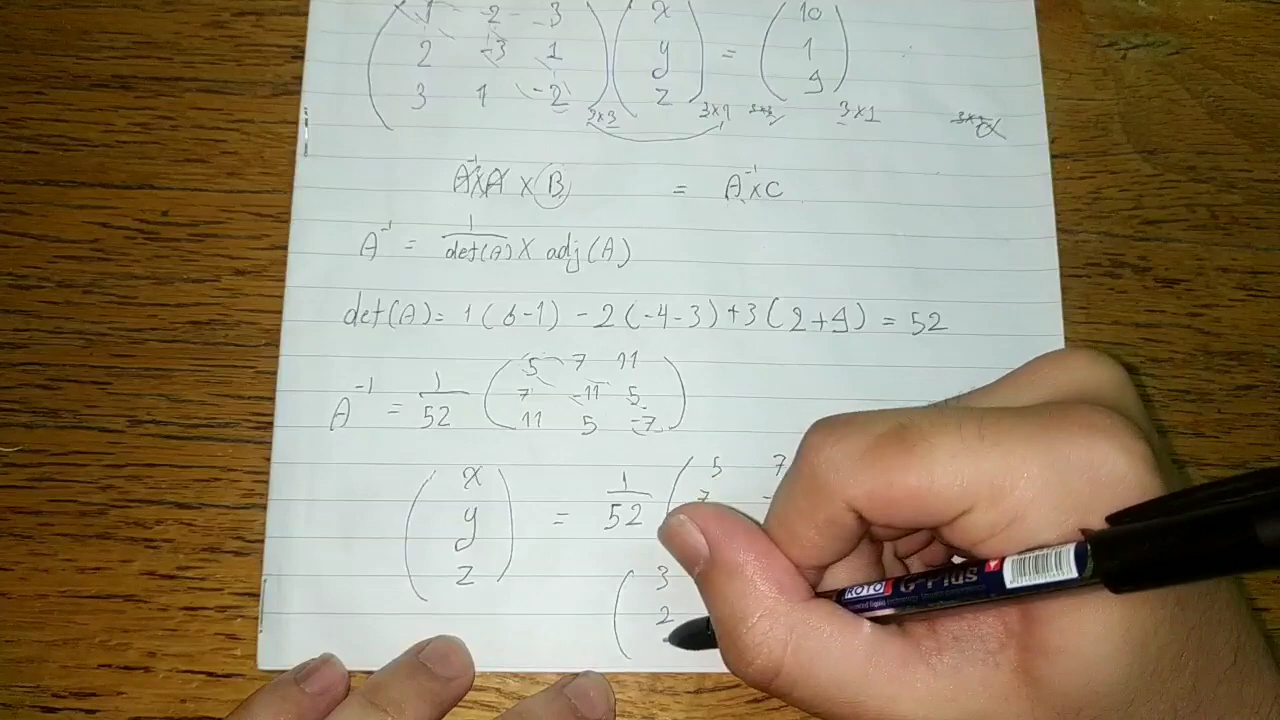 1 2 3 x 10
2 -3 1 y = 1
3 1 -2 z 9
3×3 3×1 3×1
A⁻¹×A × B = A⁻¹×C
A⁻¹ = 1/det(A) × adj(A)
det(A) = 1(6-1) - 2(-4-3) + 3(2+9) = 52
5 7 11
A⁻¹ = 1/52 7 -11 5
11 5 -7
x 5 7
y = 1/52 7
z 3
2
ROTO G-Plus